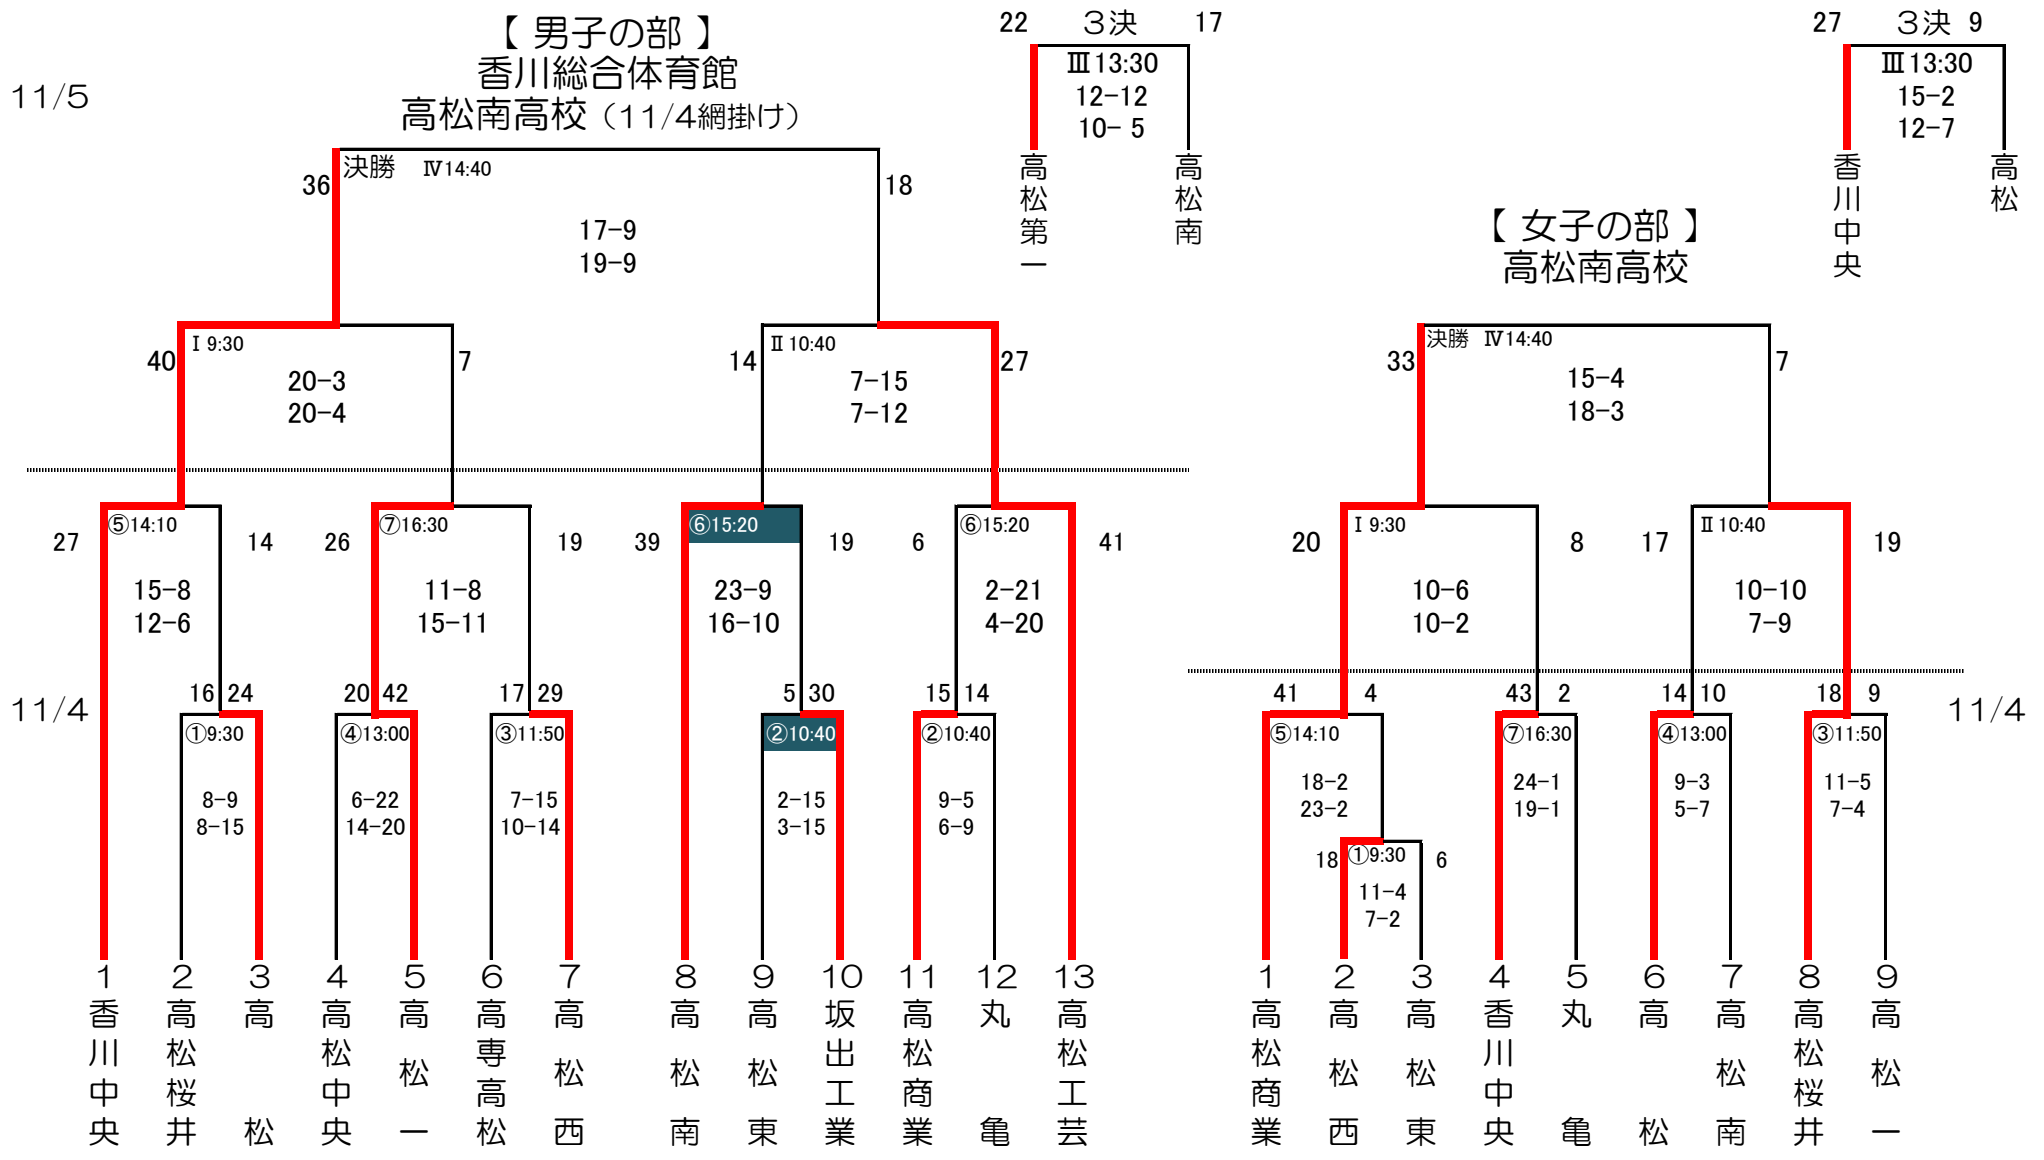 【 男子の部 】
香川総合体育館
高松南高校（11/4網掛け）
11/5
22 3決 17
Ⅲ13:30
12-12
10- 5
高松第一
高松南
27 3決 9
Ⅲ13:30
15-2
12-7
香川中央
高松
決勝 Ⅳ14:40
36 18
17-9
19-9
Ⅰ 9:30
40 7
20-3
20-4
Ⅱ 10:40
14 27
7-15
7-12
⑤14:10
27 14
15-8
12-6
⑦16:30
26 19
11-8
15-11
⑥15:20
39 19
23-9
16-10
⑥15:20
6 41
2-21
4-20
11/4
16 24
①9:30
8-9
8-15
20 42
④13:00
6-22
14-20
17 29
③11:50
7-15
10-14
5 30
②10:40
2-15
3-15
15 14
②10:40
9-5
6-9
1 香川中央
2 高松桜井
3 高松
4 高松中央
5 高松一
6 高専高松
7 高松西
8 高松南
9 高松東
10 坂出工業
11 高松商業
12 丸亀
13 高松工芸
【 女子の部 】
高松南高校
決勝 Ⅳ14:40
33 7
15-4
18-3
Ⅰ 9:30
20 8
10-6
10-2
Ⅱ 10:40
17 19
10-10
7-9
11/4
41 4
⑤14:10
18-2
23-2
43 2
⑦16:30
24-1
19-1
14 10
④13:00
9-3
5-7
18 9
③11:50
11-5
7-4
18 ①9:30 6
11-4
7-2
1 高松商業
2 高松西
3 高松東
4 香川中央
5 丸亀
6 高松
7 高松南
8 高松桜井
9 高松一